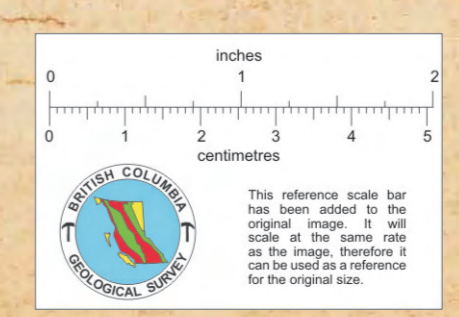 inches
0 1 2
0 1 2 3 4 5
centimetres
BRITISH COLUMBIA
GEOLOGICAL SURVEY
This reference scale bar
has been added to the
original image. It will
scale at the same rate
as the image, therefore it
can be used as a reference
for the original size.